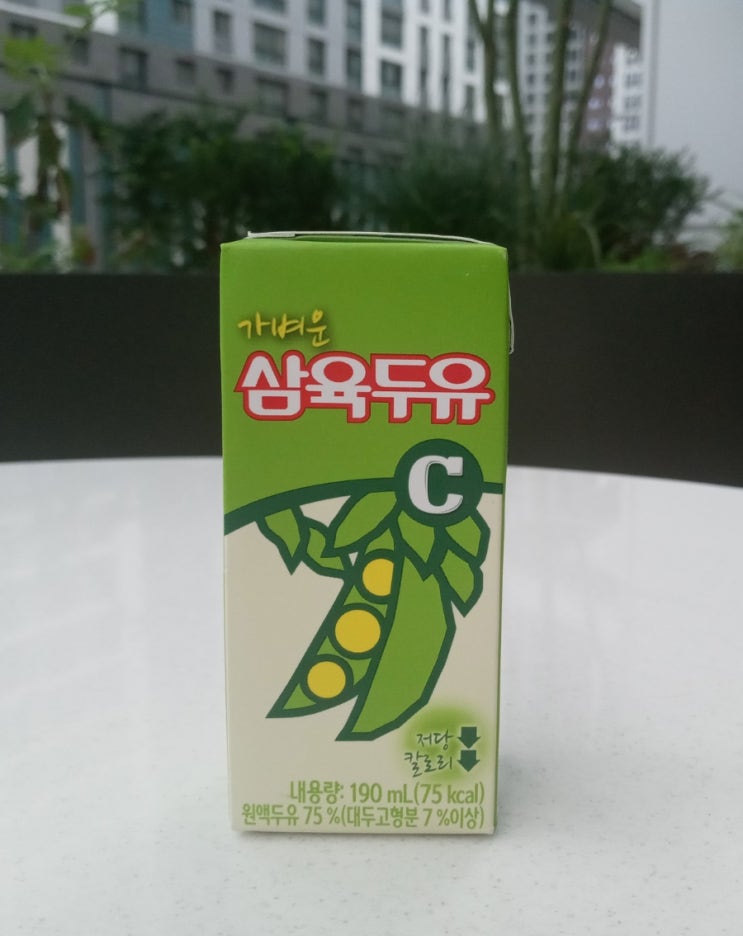 가벼운
삼육두유
C
저당
칼로리
내용량: 190 mL(75 kcal)
원액두유 75 %(대두고형분 7 %이상)